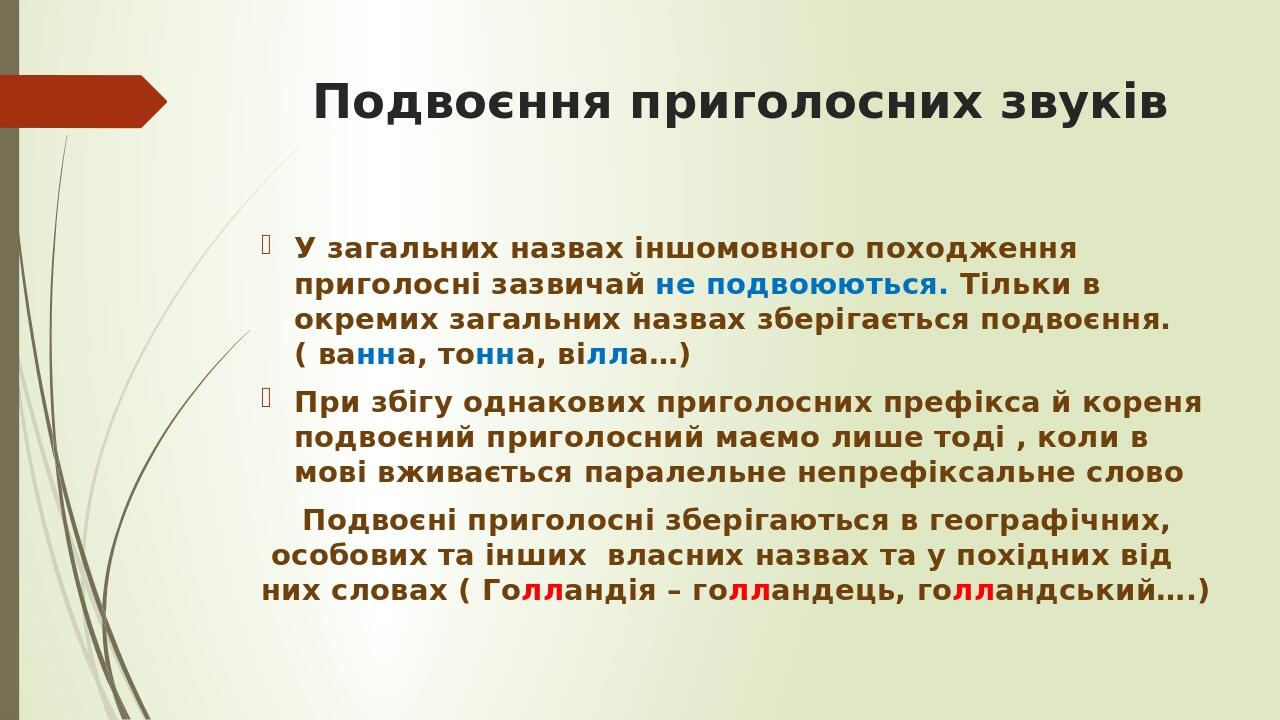 Подвоєння приголосних звуків
У загальних назвах іншомовного походження
приголосні зазвичай не подвоюються. Тільки в
окремих загальних назвах зберігається подвоєння.
( ванна, тонна, вілла…)
При збігу однакових приголосних префікса й кореня
подвоєний приголосний маємо лише тоді , коли в
мові вживається паралельне непрефіксальне слово
Подвоєні приголосні зберігаються в географічних,
особових та інших  власних назвах та у похідних від
них словах ( Голландія – голландець, голландський….)